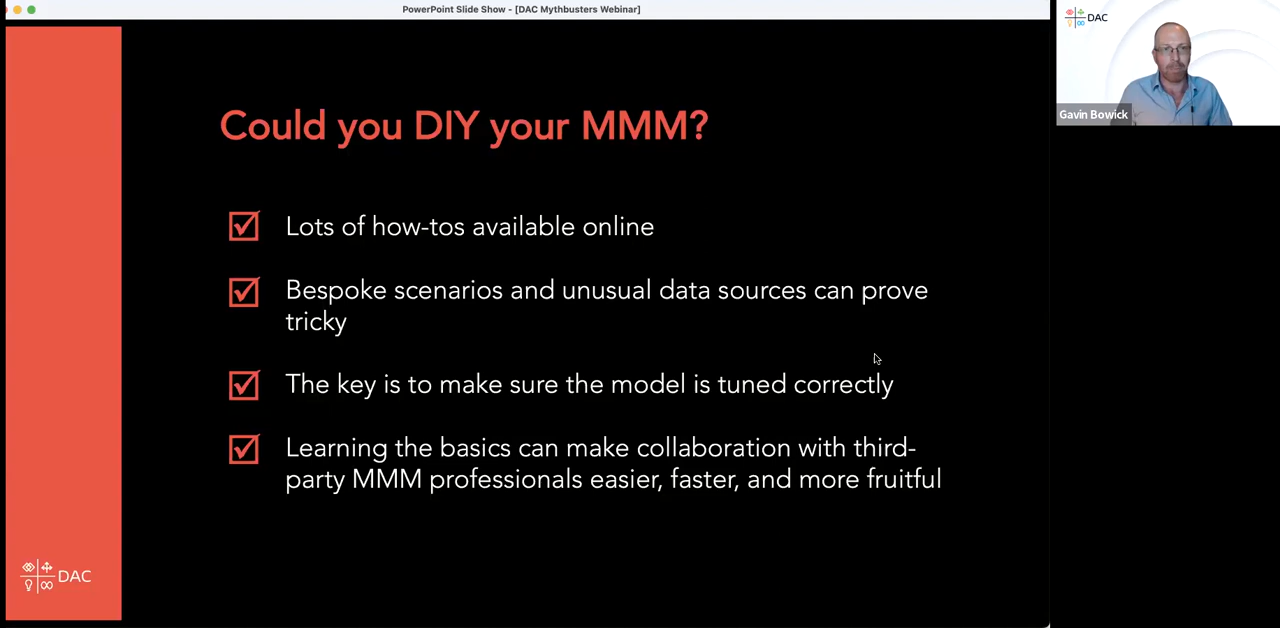 PowerPoint Slide Show - [DAC Mythbusters Webinar]
DAC
Gavin Bowick
Could you DIY your MMM?
Lots of how-tos available online
Bespoke scenarios and unusual data sources can prove
tricky
The key is to make sure the model is tuned correctly
Learning the basics can make collaboration with third-
party MMM professionals easier, faster, and more fruitful
DAC